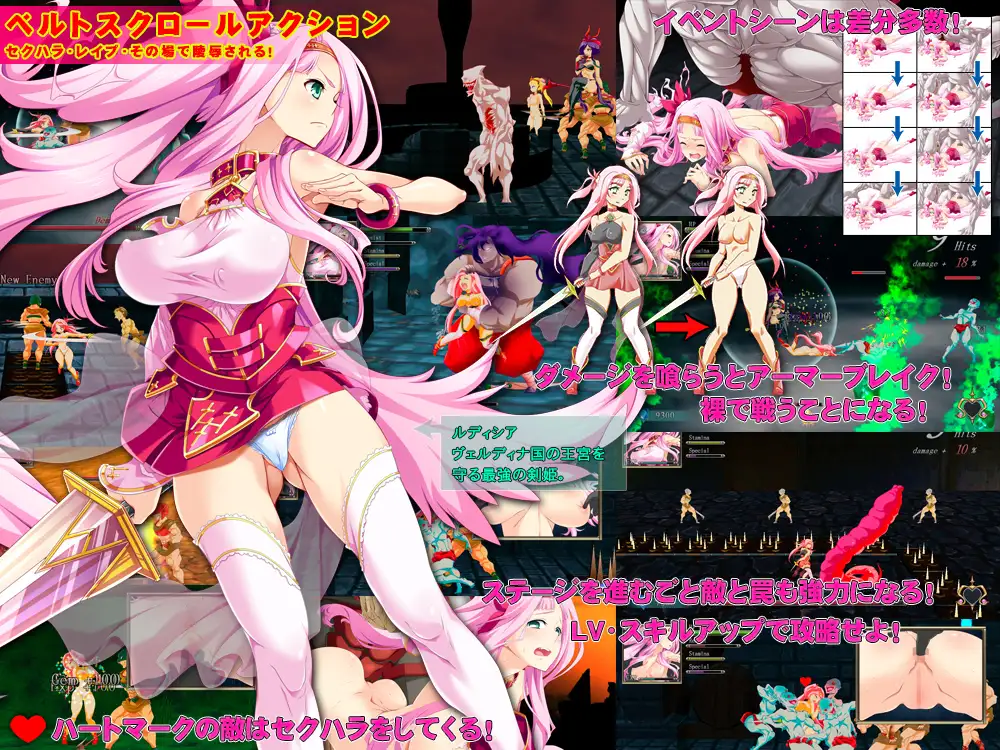 ベルトスクロールアクション
セクハラ・レイプ・その場で陵辱される!
イベントシーンは差分多数!
New Enemy
Hits
damage + 18 %
ダメージを喰らうとアーマーブレイク!
裸で戦うことになる!
9300
ルディシア
ヴェルディナ国の王宮を
守る最強の剣姫。
Hits
damage + 10 %
Stamina
Special
ステージを進むごと敵と罠も強力になる!
LV・スキルアップで攻略せよ!
Stamina
Special
ハートマークの敵はセクハラをしてくる!